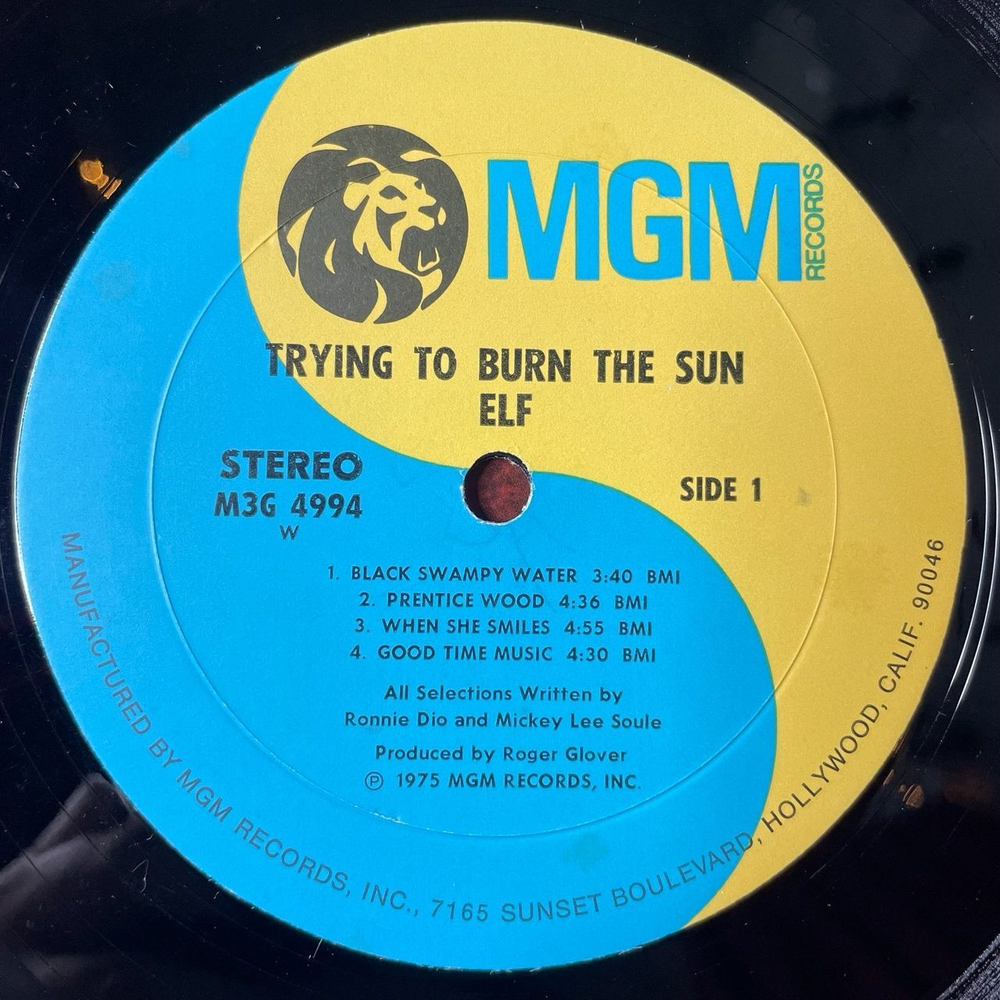 MGM RECORDS
TRYING TO BURN THE SUN
ELF
STEREO
M3G 4994
W
SIDE 1
1. BLACK SWAMPY WATER 3:40 BMI
2. PRENTICE WOOD 4:36 BMI
3. WHEN SHE SMILES 4:55 BMI
4. GOOD TIME MUSIC 4:30 BMI
All Selections Written by
Ronnie Dio and Mickey Lee Soule
Produced by Roger Glover
℗ 1975 MGM RECORDS, INC.
MANUFACTURED BY MGM RECORDS, INC., 7165 SUNSET BOULEVARD, HOLLYWOOD, CALIF. 90046